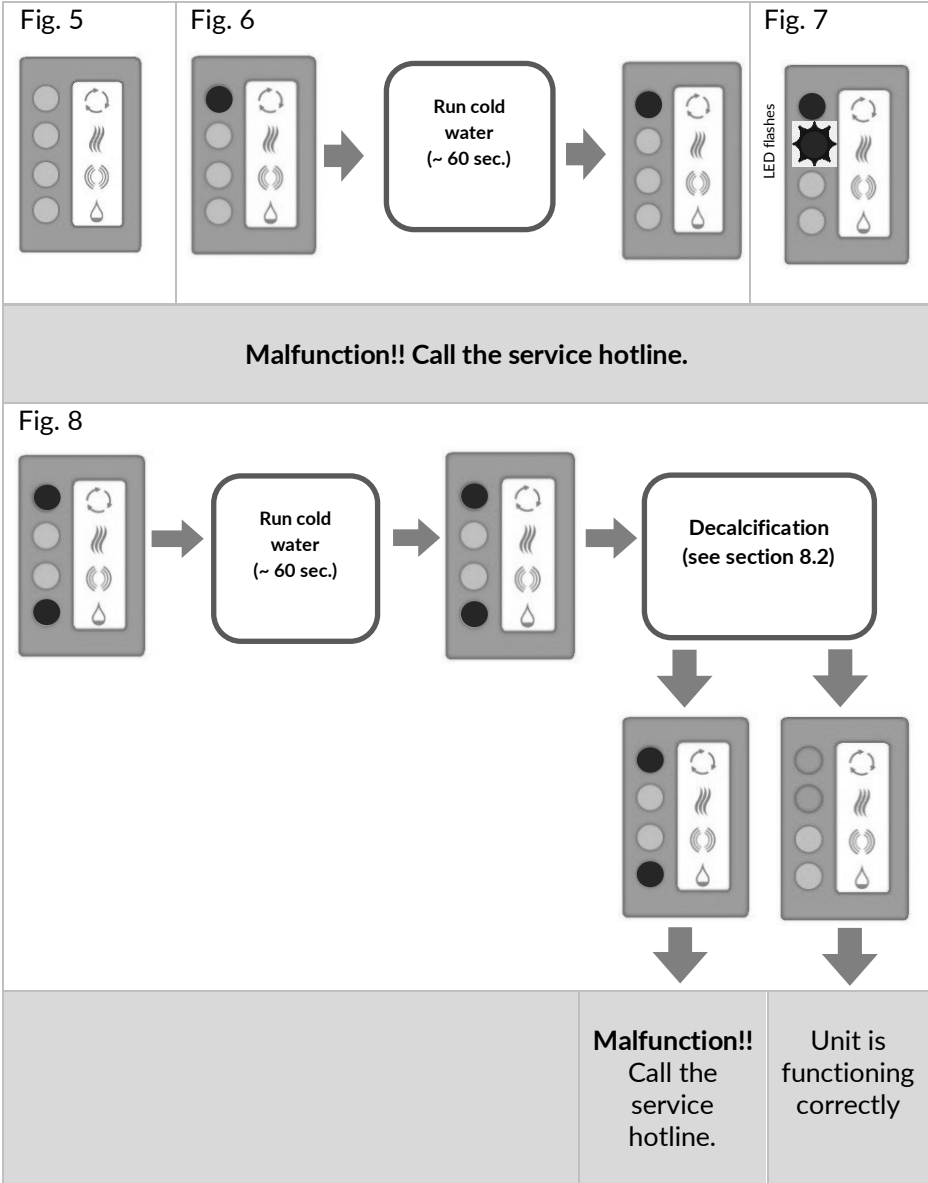 Fig. 5
Fig. 6
Fig. 7
Run cold
water
(~ 60 sec.)
LED flashes
Malfunction!! Call the service hotline.
Fig. 8
Run cold
water
(~ 60 sec.)
Decalcification
(see section 8.2)
Malfunction!!
Call the
service
hotline.
Unit is
functioning
correctly